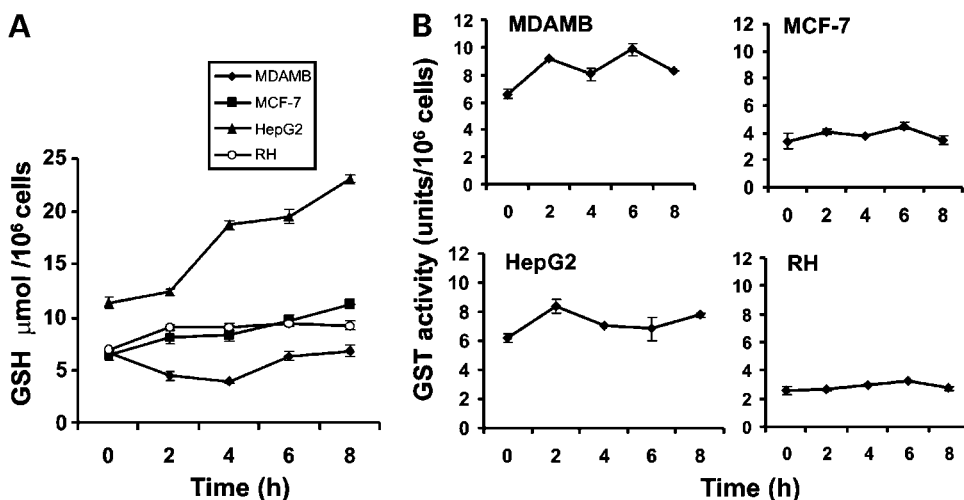 A
MDAMB
MCF-7
HepG2
RH
GSH μmol /10⁶ cells
25
20
15
10
5
0
0 2 4 6 8
Time (h)
B
GST activity (units/10⁶ cells)
MDAMB
12
10
8
6
4
2
0
0 2 4 6 8
MCF-7
12
10
8
6
4
2
0
0 2 4 6 8
HepG2
12
10
8
6
4
2
0
0 2 4 6 8
RH
12
10
8
6
4
2
0
0 2 4 6 8
Time (h)